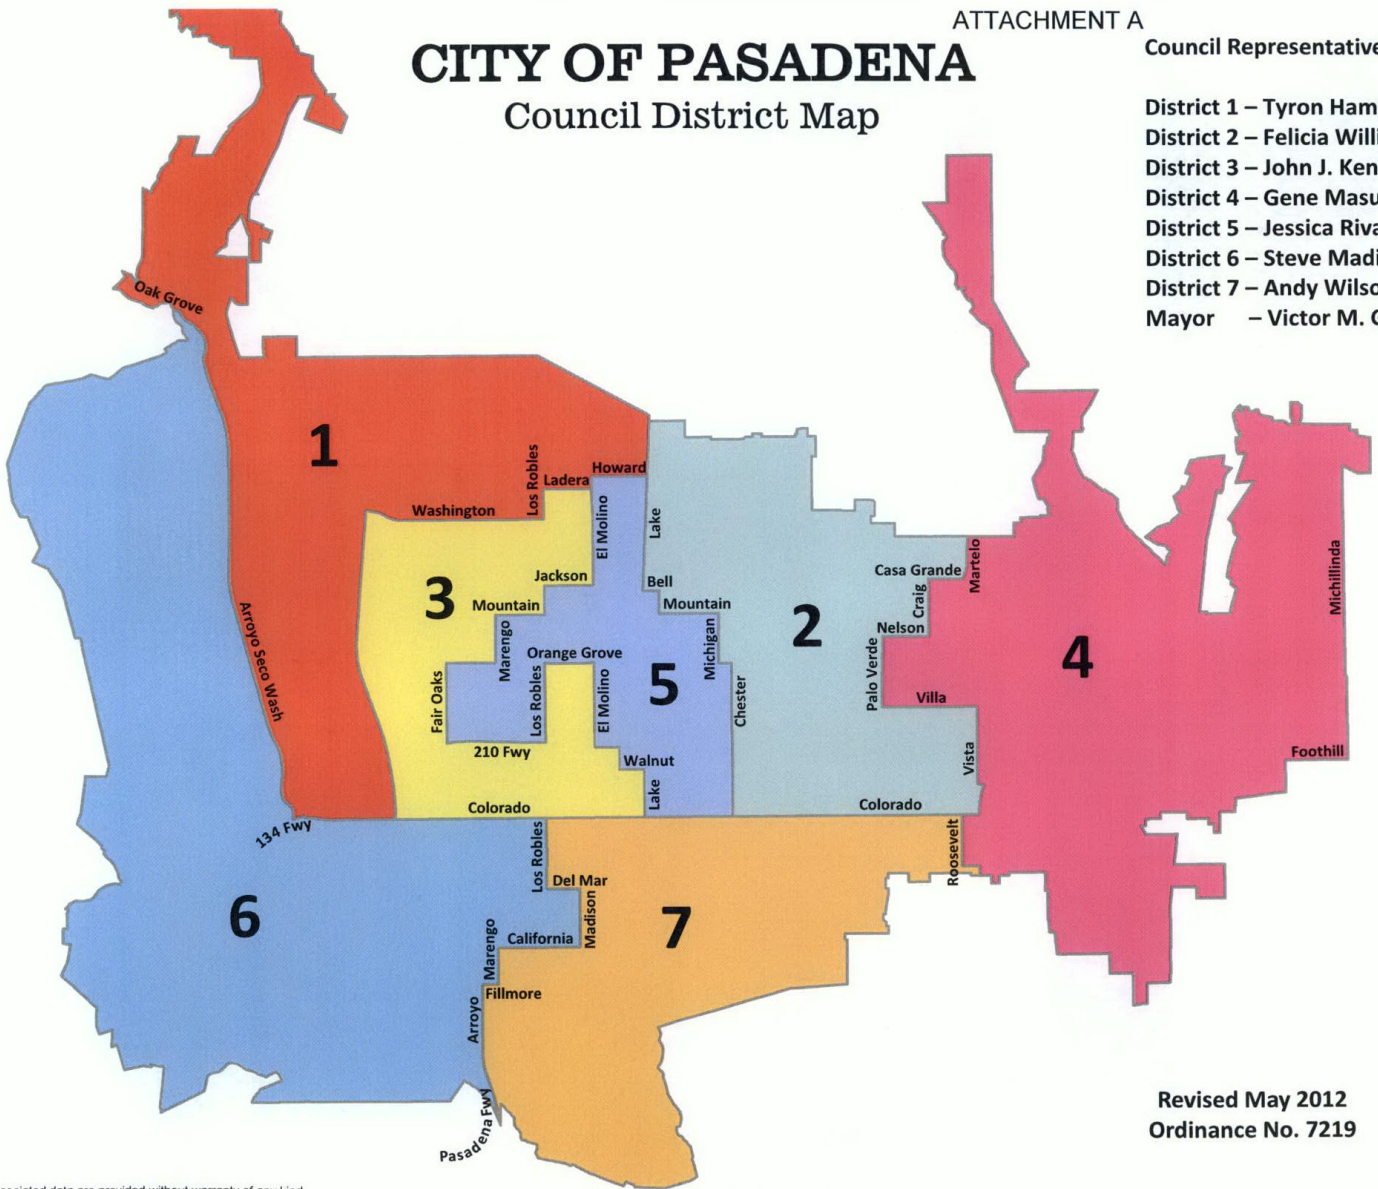 ATTACHMENT A
CITY OF PASADENA
Council District Map
Council Representative
District 1 – Tyron Ham
District 2 – Felicia Willi
District 3 – John J. Ken
District 4 – Gene Masu
District 5 – Jessica Riva
District 6 – Steve Madi
District 7 – Andy Wilso
Mayor – Victor M.
Oak Grove
1
Los Robles
Howard
Ladera
Washington
El Molino
Lake
Casa Grande
Martelo
Michillinda
Jackson
Bell
3
Mountain
Mountain
Craig
2
Nelson
Arroyo Seco Wash
Marengo
Orange Grove
Michigan
Palo Verde
4
Fair Oaks
Los Robles
El Molino
5
Chester
Villa
210 Fwy
Walnut
Vista
Foothill
Colorado
Lake
Colorado
134 Fwy
Los Robles
Roosevelt
Del Mar
6
Madison
7
Marengo
California
Fillmore
Arroyo
Pasadena Fwy
Revised May 2012
Ordinance No. 7219